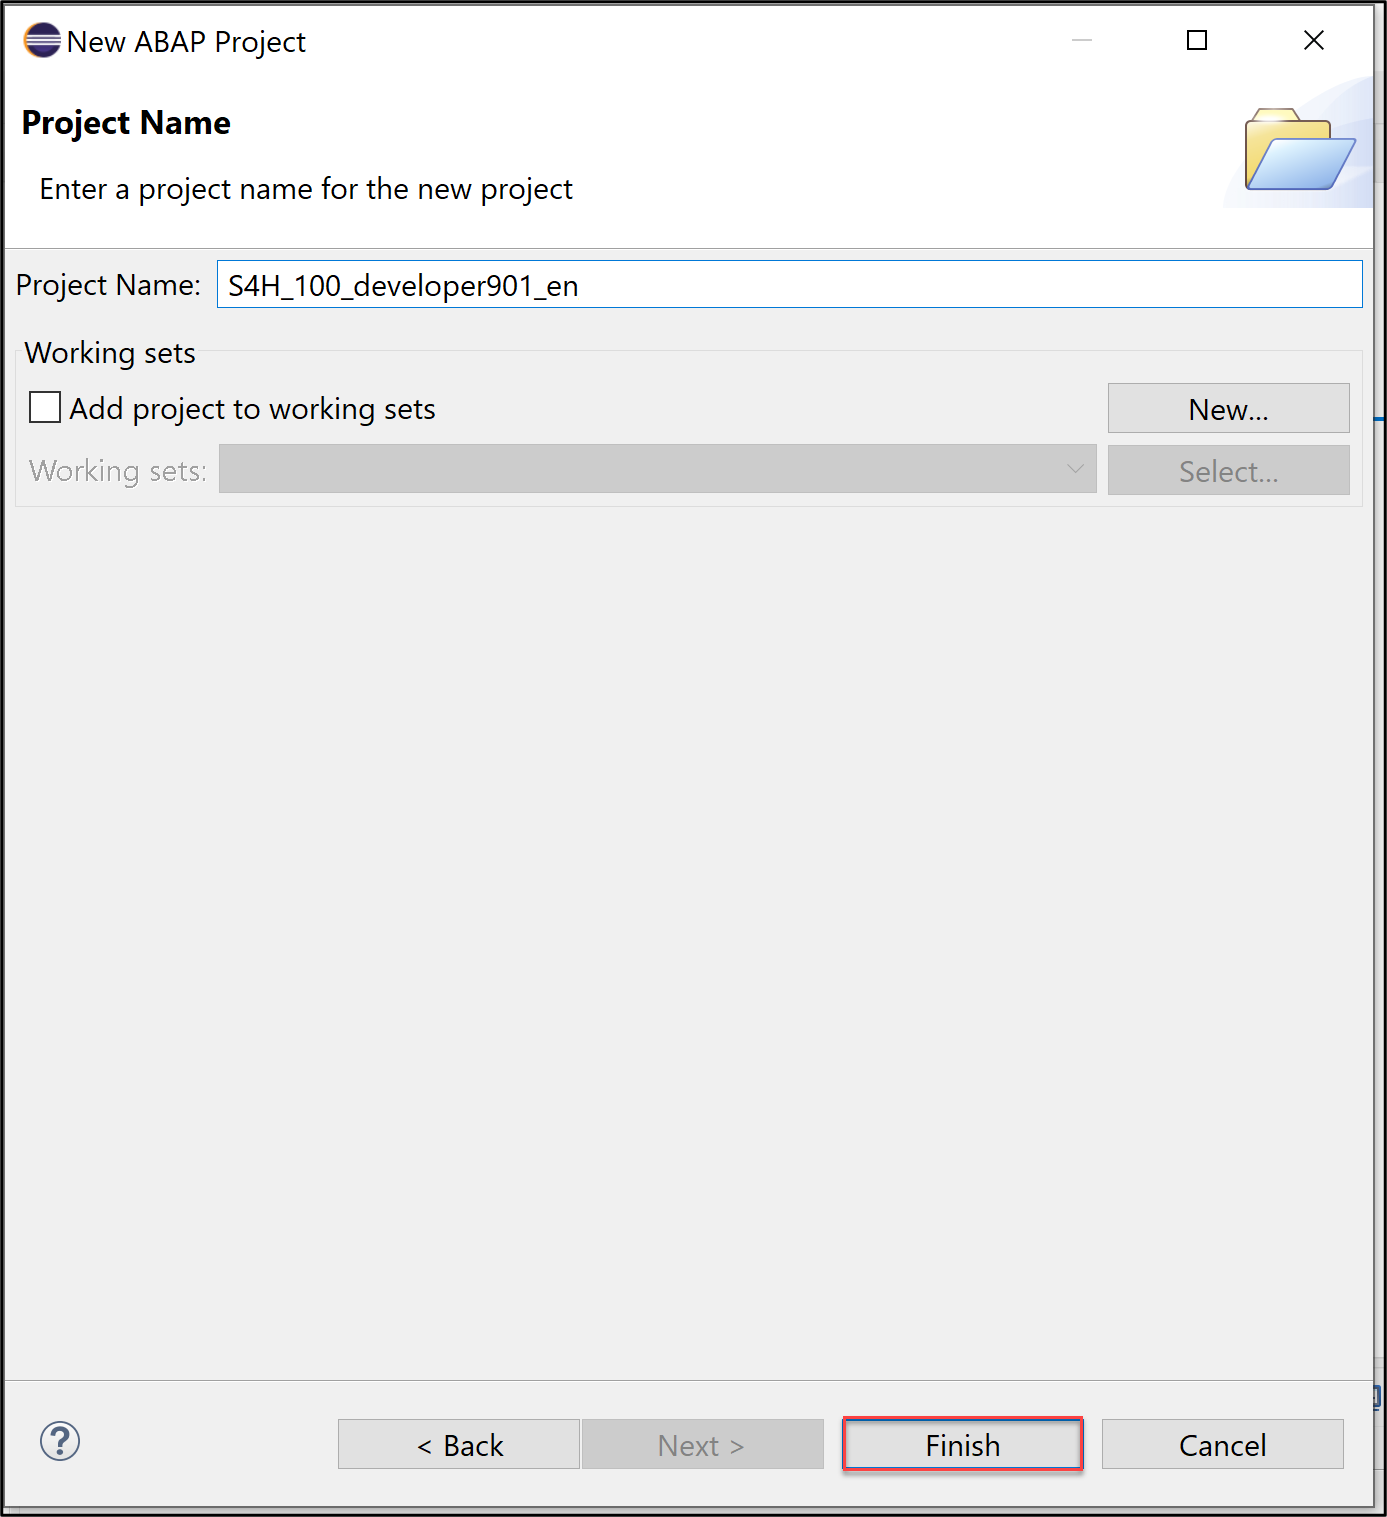 New ABAP Project
Project Name
Enter a project name for the new project
Project Name: S4H_100_developer901_en
Working sets
Add project to working sets New...
Working sets: Select...
? < Back Next > Finish Cancel